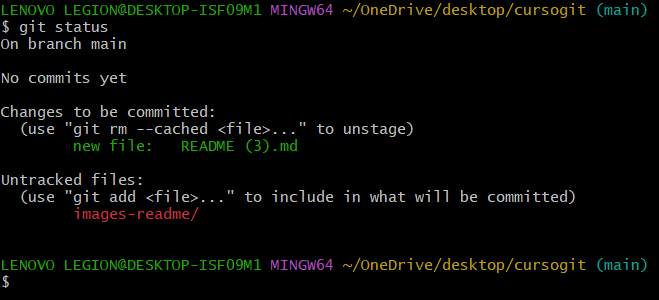 LENOVO LEGION@DESKTOP-ISF09M1 MINGW64 ~/OneDrive/desktop/cursogit (main)
$ git status
On branch main

No commits yet

Changes to be committed:
  (use "git rm --cached <file>..." to unstage)
        new file:   README (3).md

Untracked files:
  (use "git add <file>..." to include in what will be committed)
        images-readme/

LENOVO LEGION@DESKTOP-ISF09M1 MINGW64 ~/OneDrive/desktop/cursogit (main)
$